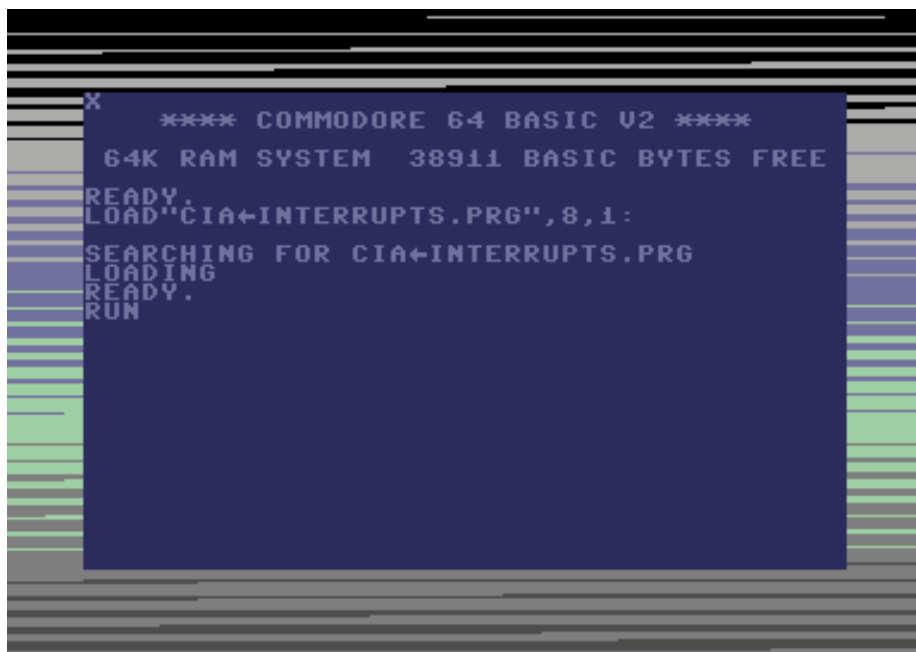 X
**** COMMODORE 64 BASIC V2 ****
64K RAM SYSTEM  38911 BASIC BYTES FREE
READY.
LOAD"CIA←INTERRUPTS.PRG",8,1:
SEARCHING FOR CIA←INTERRUPTS.PRG
LOADING
READY.
RUN